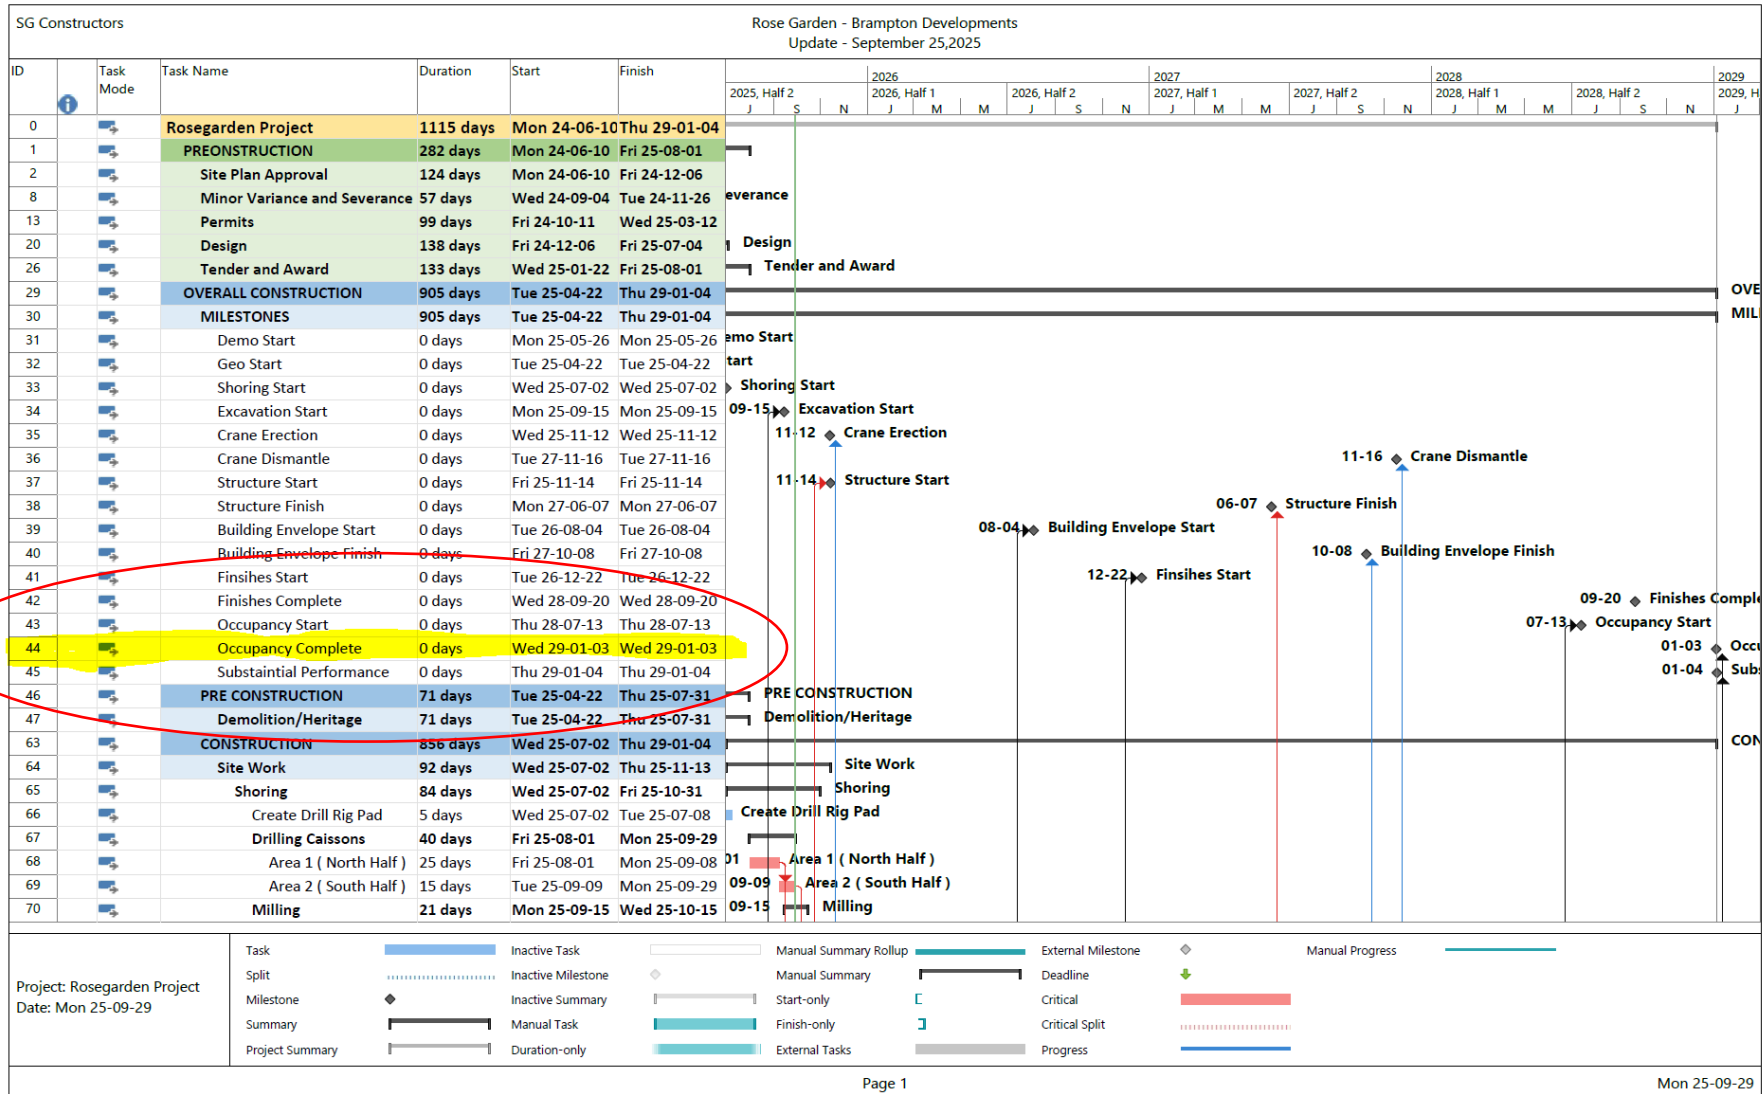 SG Constructors
Rose Garden - Brampton Developments
Update - September 25,2025
ID Task Mode Task Name Duration Start Finish
2026 2027 2028 2029
2025, Half 2 2026, Half 1 2026, Half 2 2027, Half 1 2027, Half 2 2028, Half 1 2028, Half 2 2029, H
J S N J M M J S N J M M J S N J M M J S N J
0 Rosegarden Project 1115 days Mon 24-06-10 Thu 29-01-04
1 PREONSTRUCTION 282 days Mon 24-06-10 Fri 25-08-01
2 Site Plan Approval 124 days Mon 24-06-10 Fri 24-12-06
8 Minor Variance and Severance 57 days Wed 24-09-04 Tue 24-11-26 everance
13 Permits 99 days Fri 24-10-11 Wed 25-03-12
20 Design 138 days Fri 24-12-06 Fri 25-07-04 Design
26 Tender and Award 133 days Wed 25-01-22 Fri 25-08-01 Tender and Award
29 OVERALL CONSTRUCTION 905 days Tue 25-04-22 Thu 29-01-04 OVE
30 MILESTONES 905 days Tue 25-04-22 Thu 29-01-04 MIL
31 Demo Start 0 days Mon 25-05-26 Mon 25-05-26 emo Start
32 Geo Start 0 days Tue 25-04-22 Tue 25-04-22 tart
33 Shoring Start 0 days Wed 25-07-02 Wed 25-07-02 Shoring Start
34 Excavation Start 0 days Mon 25-09-15 Mon 25-09-15 09-15 Excavation Start
35 Crane Erection 0 days Wed 25-11-12 Wed 25-11-12 11-12 Crane Erection
36 Crane Dismantle 0 days Tue 27-11-16 Tue 27-11-16 11-16 Crane Dismantle
37 Structure Start 0 days Fri 25-11-14 Fri 25-11-14 11-14 Structure Start
38 Structure Finish 0 days Mon 27-06-07 Mon 27-06-07 06-07 Structure Finish
39 Building Envelope Start 0 days Tue 26-08-04 Tue 26-08-04 08-04 Building Envelope Start
40 Building Envelope Finish 0 days Fri 27-10-08 Fri 27-10-08 10-08 Building Envelope Finish
41 Finsihes Start 0 days Tue 26-12-22 Tue 26-12-22 12-22 Finsihes Start
42 Finishes Complete 0 days Wed 28-09-20 Wed 28-09-20 09-20 Finishes Comple
43 Occupancy Start 0 days Thu 28-07-13 Thu 28-07-13 07-13 Occupancy Start
44 Occupancy Complete 0 days Wed 29-01-03 Wed 29-01-03 01-03 Occu
45 Substaintial Performance 0 days Thu 29-01-04 Thu 29-01-04 01-04 Subs
46 PRE CONSTRUCTION 71 days Tue 25-04-22 Thu 25-07-31 PRE CONSTRUCTION
47 Demolition/Heritage 71 days Tue 25-04-22 Thu 25-07-31 Demolition/Heritage
63 CONSTRUCTION 856 days Wed 25-07-02 Thu 29-01-04 CON
64 Site Work 92 days Wed 25-07-02 Thu 25-11-13 Site Work
65 Shoring 84 days Wed 25-07-02 Fri 25-10-31 Shoring
66 Create Drill Rig Pad 5 days Wed 25-07-02 Tue 25-07-08 Create Drill Rig Pad
67 Drilling Caissons 40 days Fri 25-08-01 Mon 25-09-29
68 Area 1 ( North Half ) 25 days Fri 25-08-01 Mon 25-09-08 01 Area 1 ( North Half )
69 Area 2 ( South Half ) 15 days Tue 25-09-09 Mon 25-09-29 09-09 Area 2 ( South Half )
70 Milling 21 days Mon 25-09-15 Wed 25-10-15 09-15 Milling
Project: Rosegarden Project
Date: Mon 25-09-29
Task Inactive Task Manual Summary Rollup External Milestone Manual Progress
Split Inactive Milestone Manual Summary Deadline
Milestone Inactive Summary Start-only Critical
Summary Manual Task Finish-only Critical Split
Project Summary Duration-only External Tasks Progress
Page 1
Mon 25-09-29